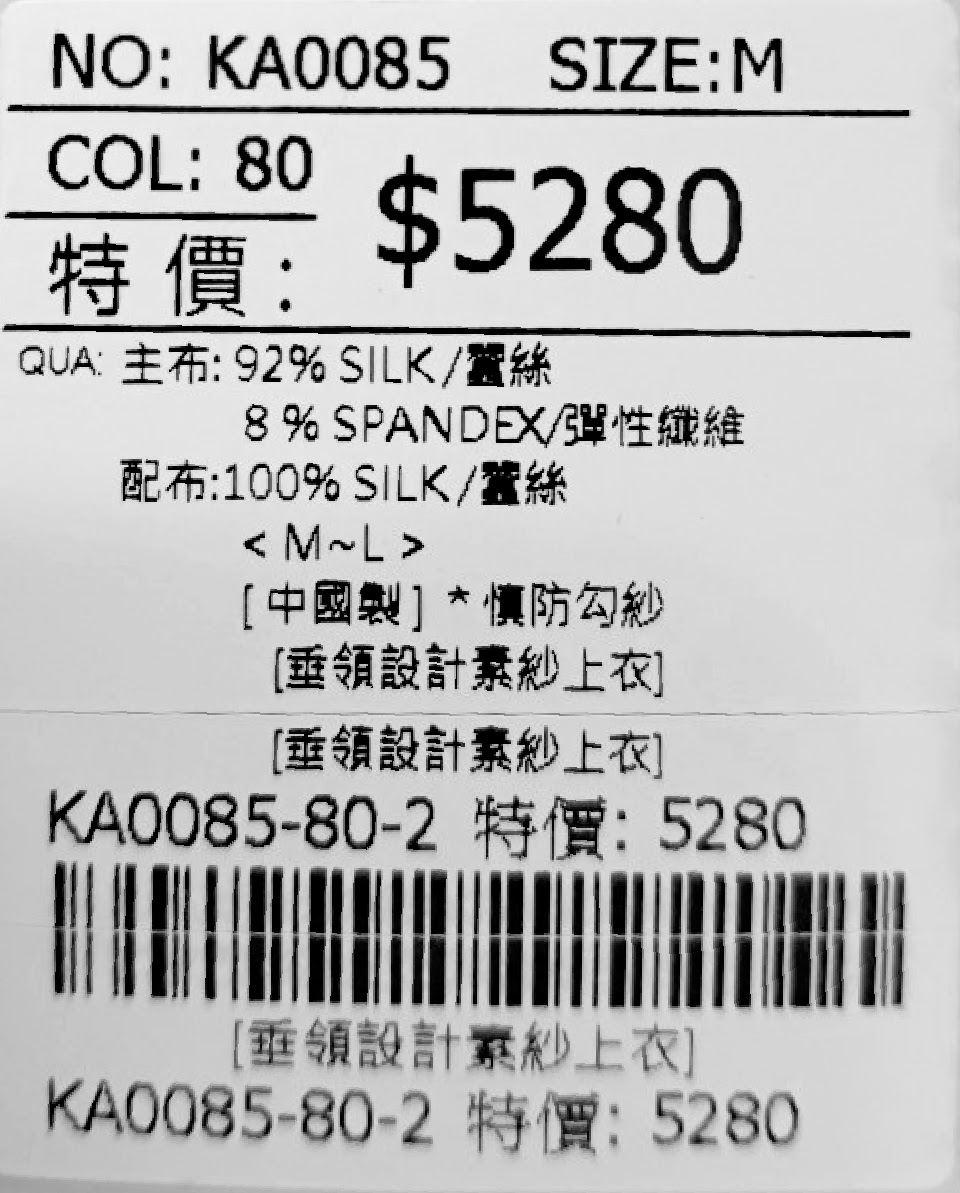 NO: KA0085 SIZE:M
COL: 80
$5280
特價:
QUA: 主布: 92% SILK/蠶絲
8 % SPANDEX/彈性纖維
配布:100% SILK/蠶絲
< M~L >
[中國製] * 慎防勾紗
[垂領設計素紗上衣]
[垂領設計素紗上衣]
KA0085-80-2 特價: 5280
[垂領設計素紗上衣]
KA0085-80-2 特價: 5280